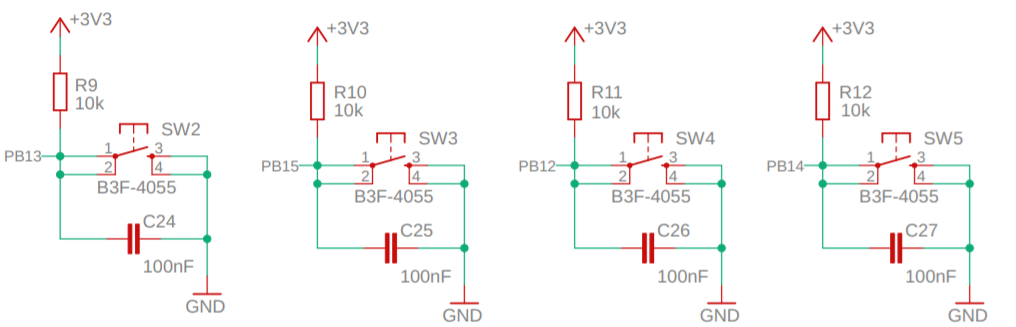 +3V3
R9
10k
SW2
PB13
1
3
2
4
B3F-4055
C24
100nF
GND
+3V3
R10
10k
SW3
PB15
1
3
2
4
B3F-4055
C25
100nF
GND
+3V3
R11
10k
SW4
PB12
1
3
2
4
B3F-4055
C26
100nF
GND
+3V3
R12
10k
SW5
PB14
1
3
2
4
B3F-4055
C27
100nF
GND